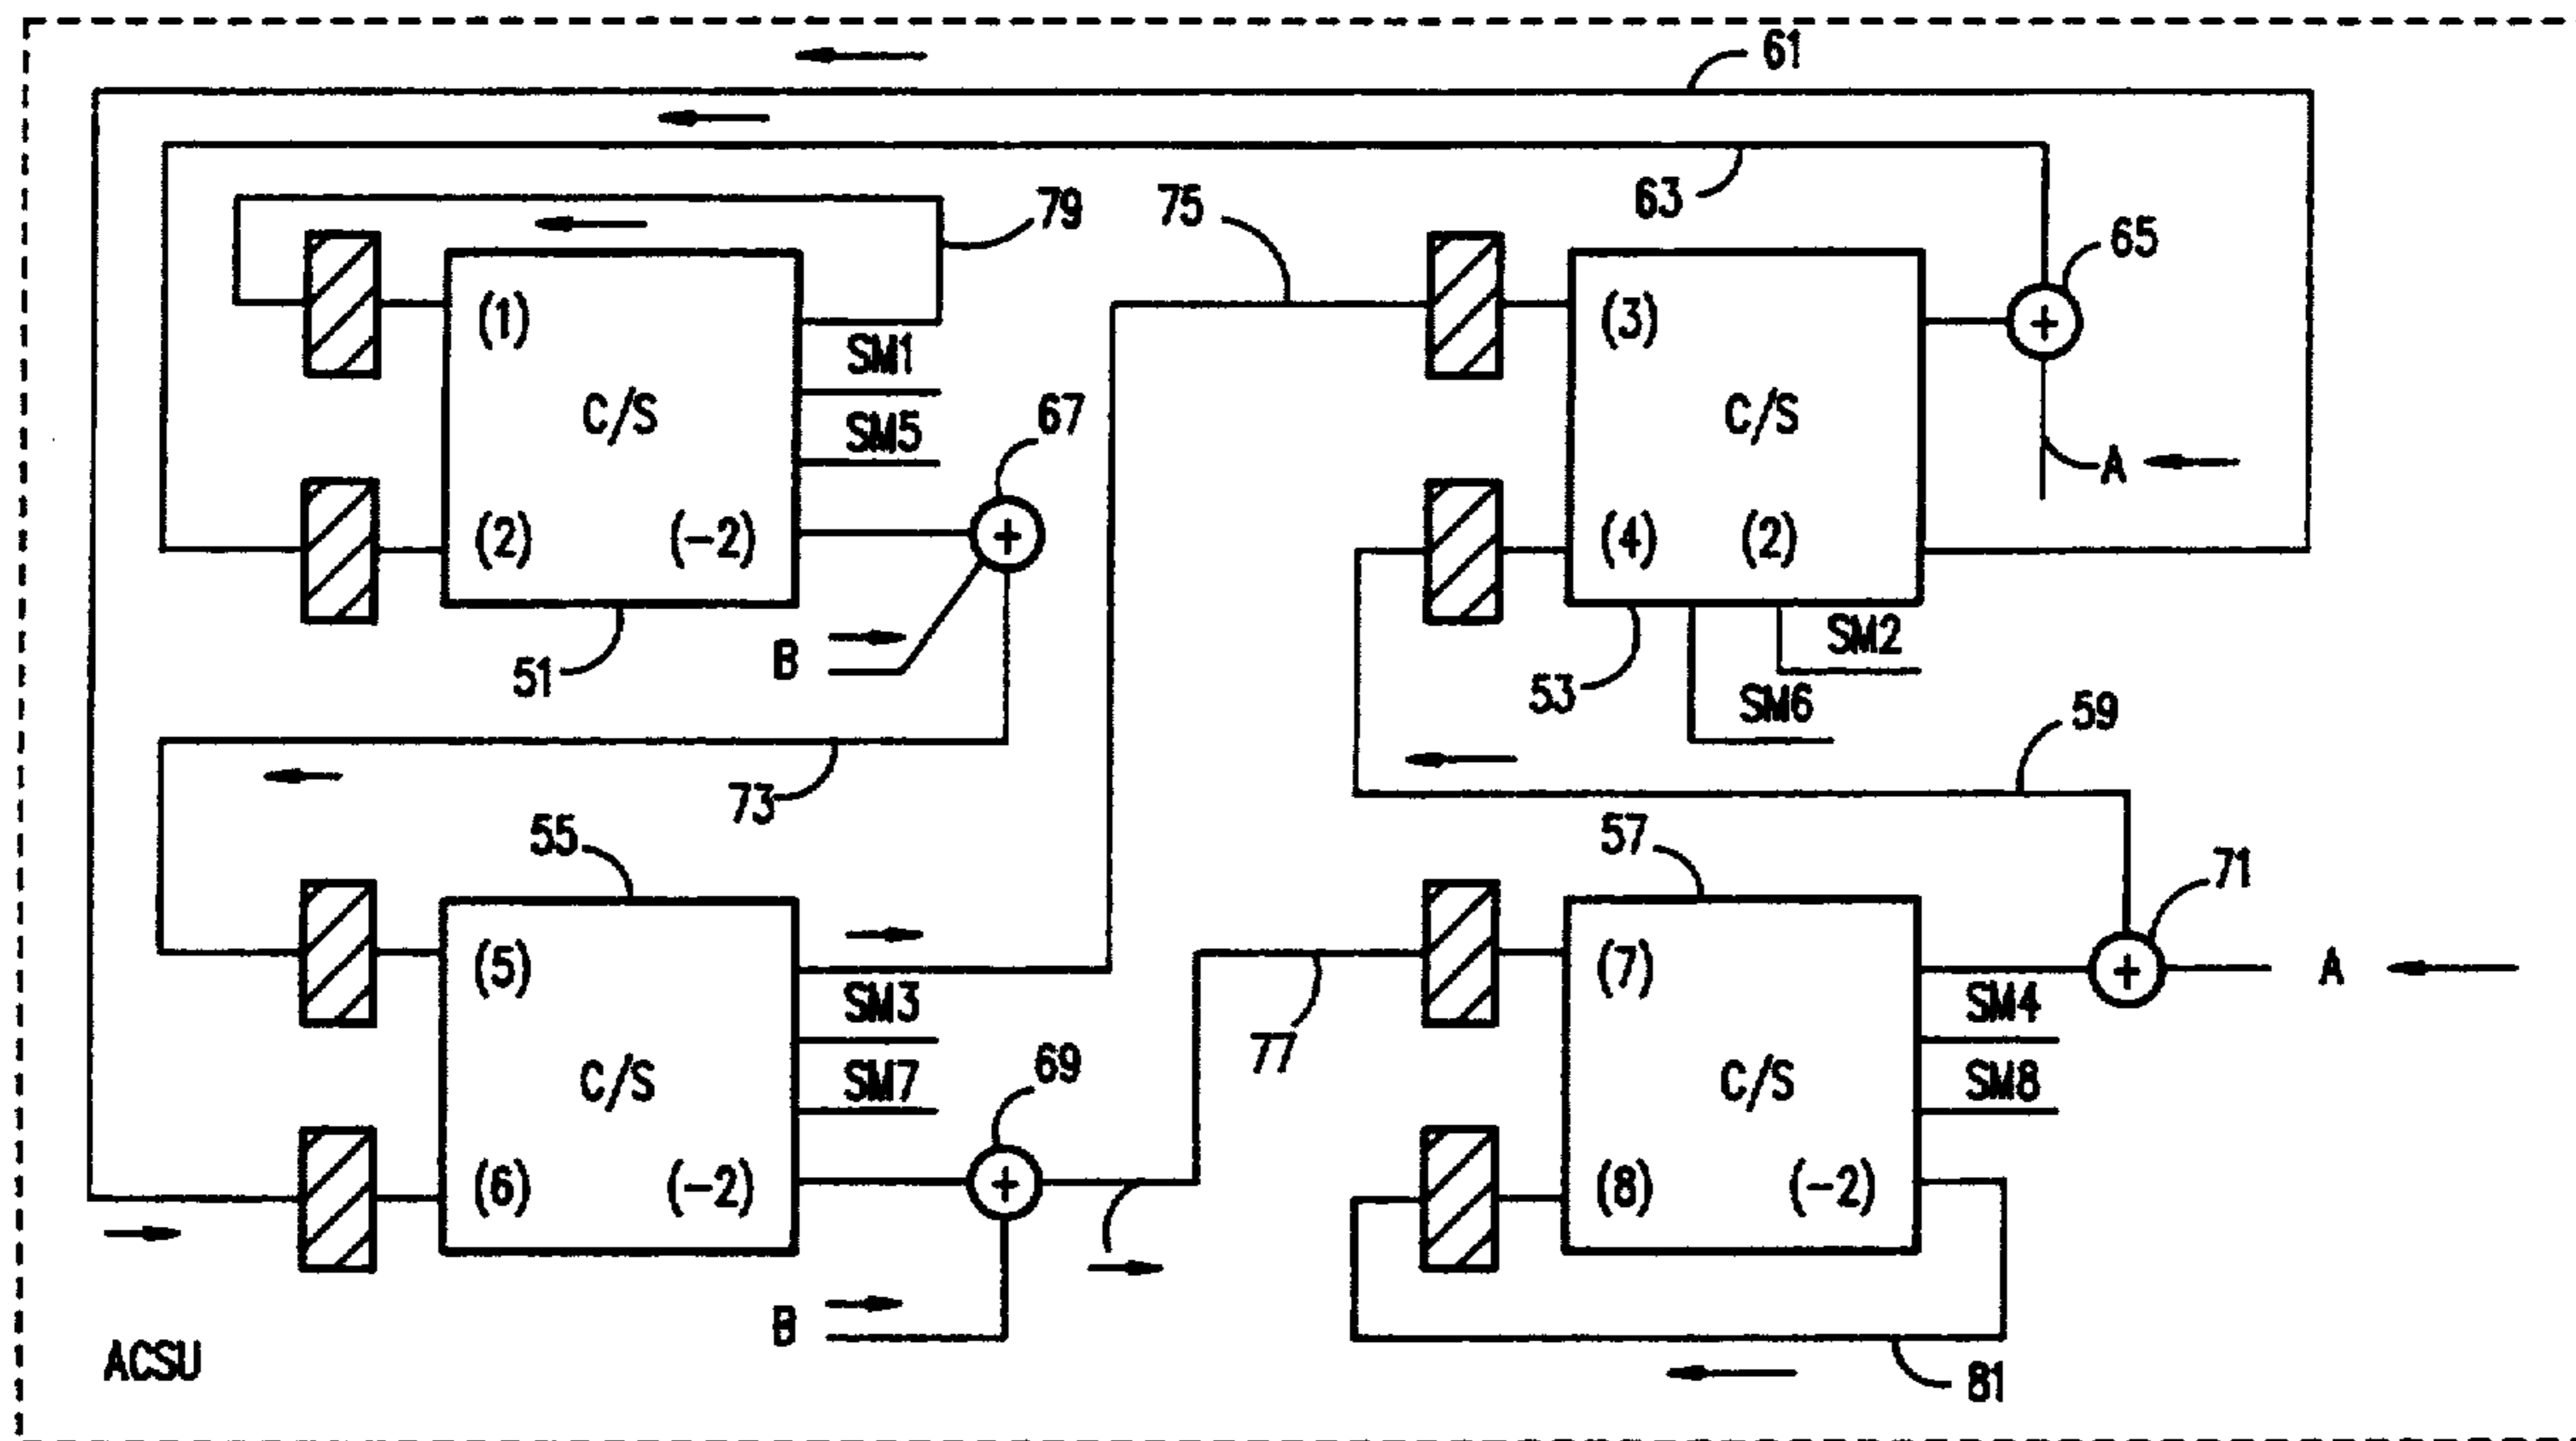 61
63
79
75
65
(1)
SM1
C/S
SM5
67
(2)
(-2)
(3)
C/S
A
(4)
(2)
B
51
53
SM2
SM6
59
73
55
57
71
(5)
SM3
C/S
SM7
69
(6)
(-2)
77
(7)
SM4
A
C/S
SM8
(8)
(-2)
B
81
ACSU